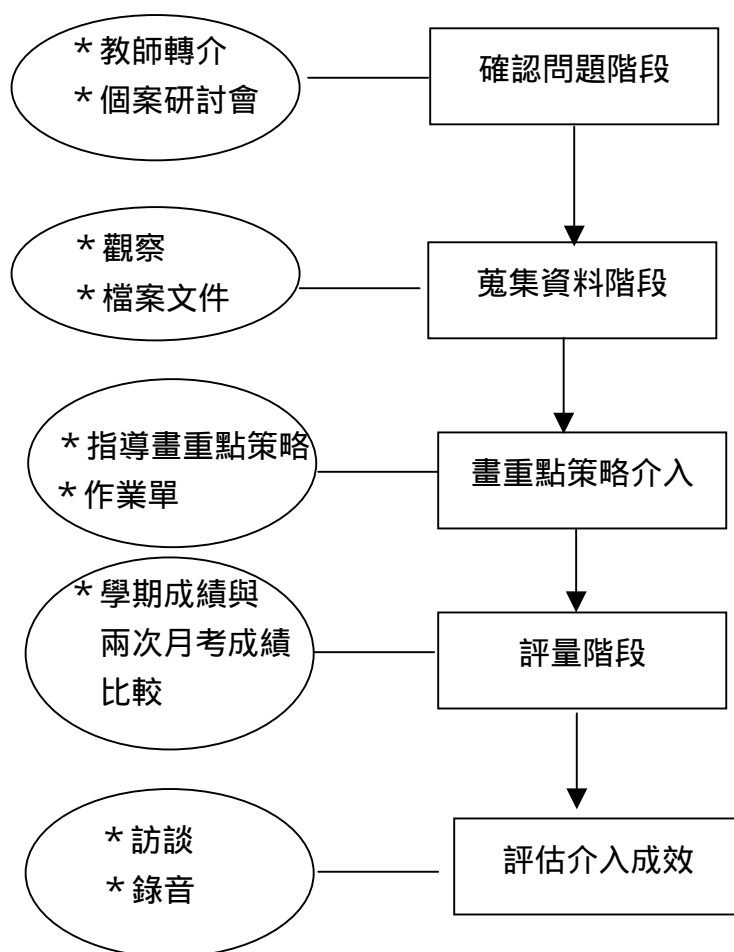 *教師轉介
*個案研討會
確認問題階段
*觀察
*檔案文件
蒐集資料階段
*指導畫重點策略
*作業單
畫重點策略介入
*學期成績與
兩次月考成績
比較
評量階段
*訪談
*錄音
評估介入成效